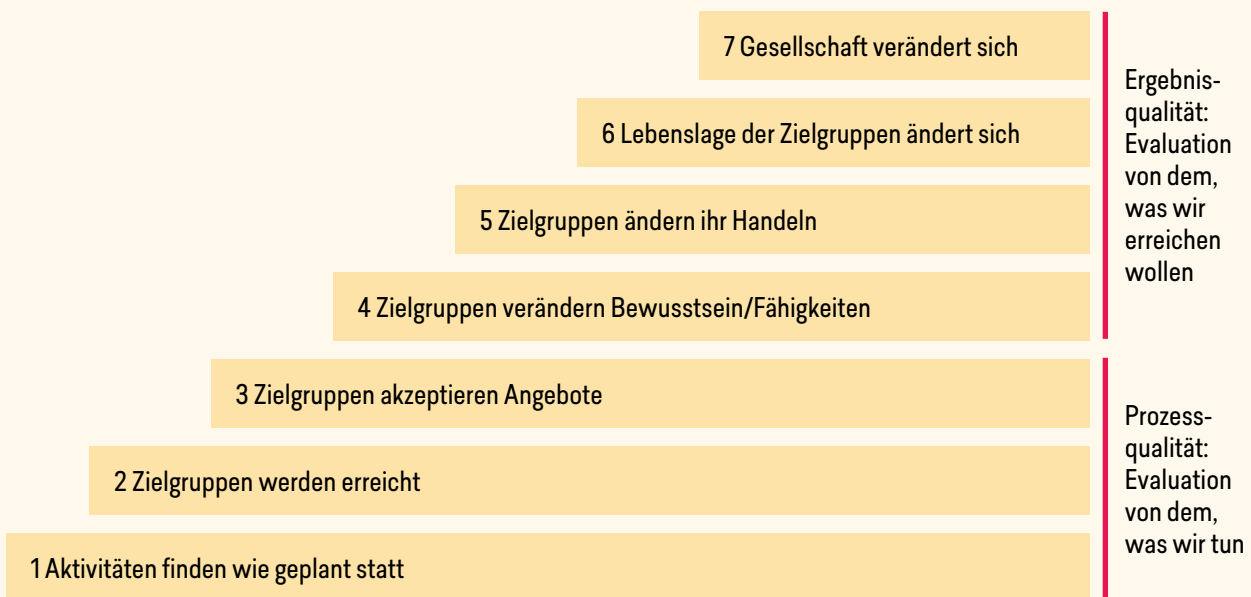 7 Gesellschaft verändert sich
6 Lebenslage der Zielgruppen ändert sich
5 Zielgruppen ändern ihr Handeln
4 Zielgruppen verändern Bewusstsein/Fähigkeiten
3 Zielgruppen akzeptieren Angebote
2 Zielgruppen werden erreicht
1 Aktivitäten finden wie geplant statt
Ergebnis-
qualität:
Evaluation
von dem,
was wir
erreichen
wollen
Prozess-
qualität:
Evaluation
von dem,
was wir tun